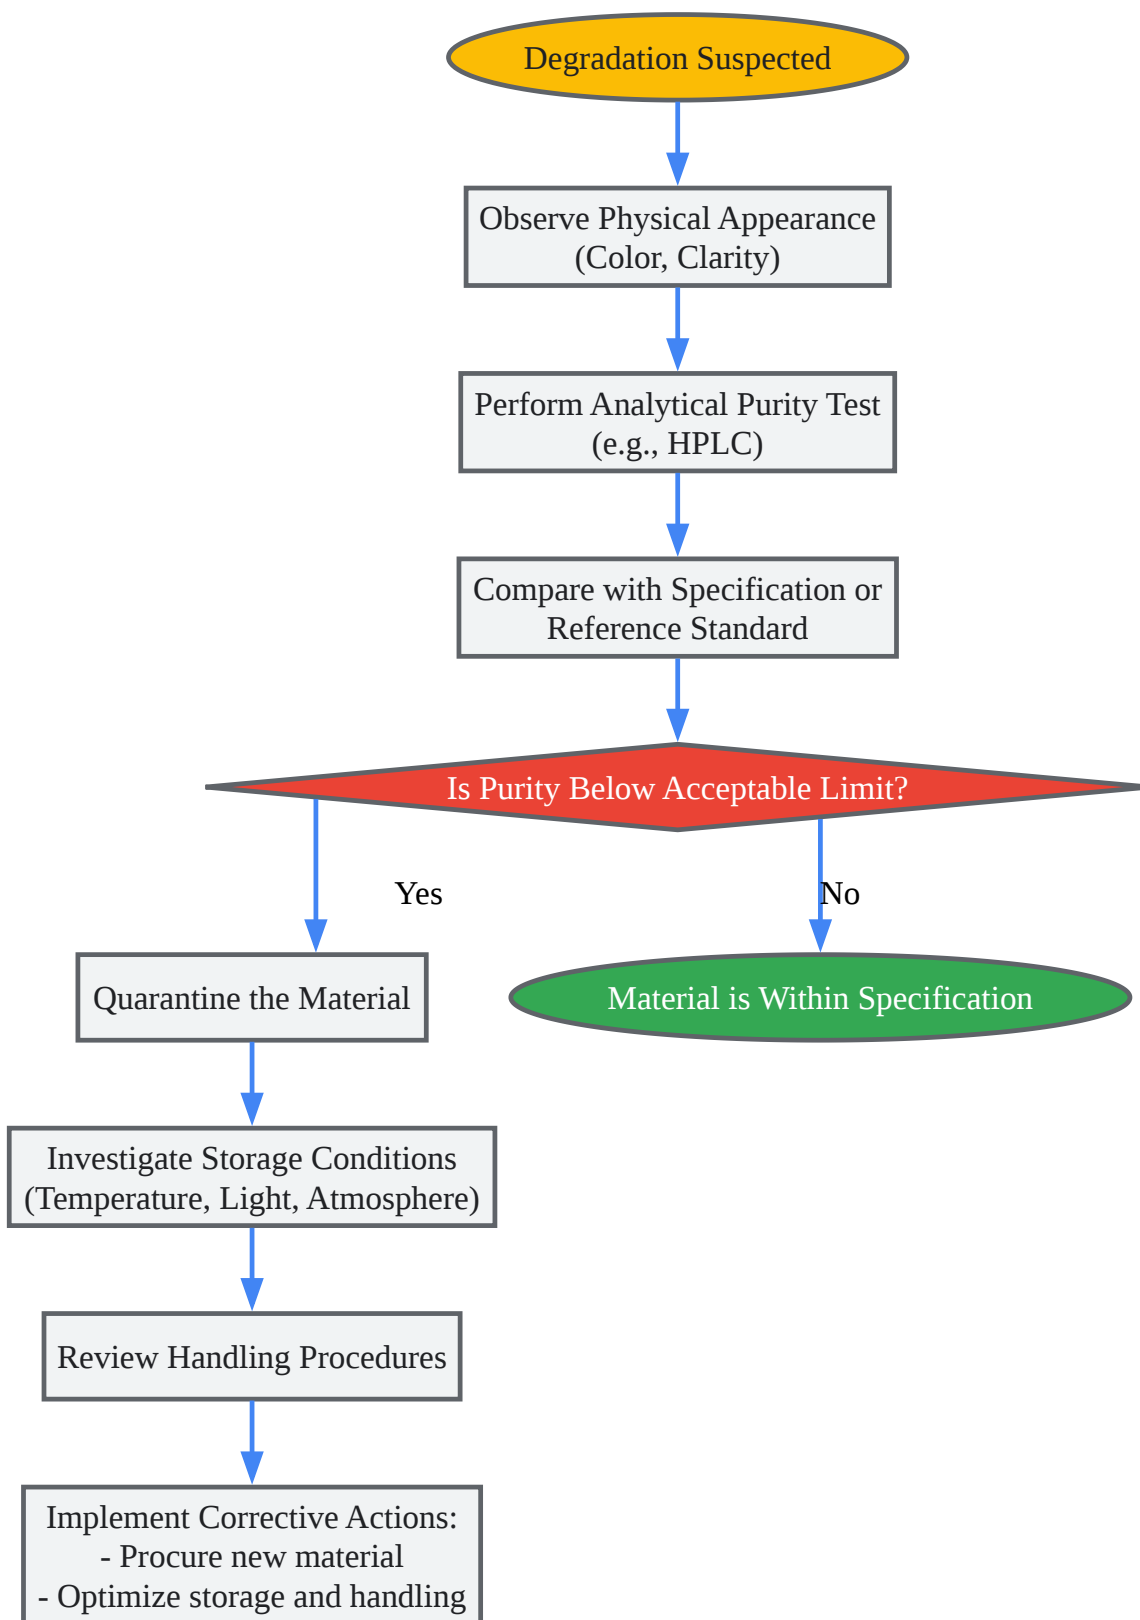 Degradation Suspected
Observe Physical Appearance
(Color, Clarity)
Perform Analytical Purity Test
(e.g., HPLC)
Compare with Specification or
Reference Standard
Is Purity Below Acceptable Limit?
Yes
No
Quarantine the Material
Material is Within Specification
Investigate Storage Conditions
(Temperature, Light, Atmosphere)
Review Handling Procedures
Implement Corrective Actions:
- Procure new material
- Optimize storage and handling